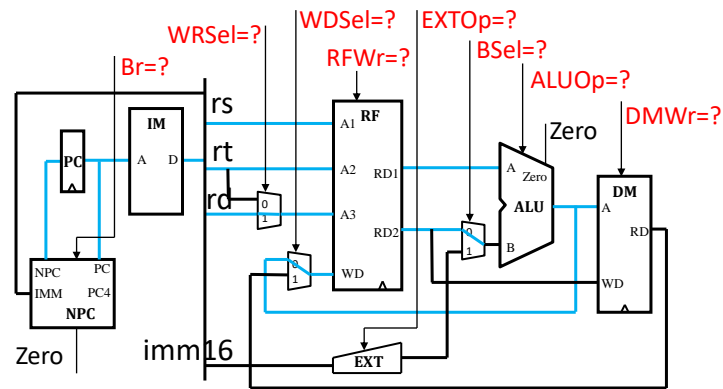 WDSel=?
EXTOp=?
WRSel=?
BSel=?
Br=?
RFWr=?
ALUOp=?
DMWr=?
rs
IM
A1
RF
Zero
rt
PC
A
D
A2
RD1
A
Zero
DM
rd
0
1
A3
ALU
A
RD2
0
1
B
RD
NPC
PC
IMM
PC4
NPC
0
1
WD
WD
Zero
imm16
EXT